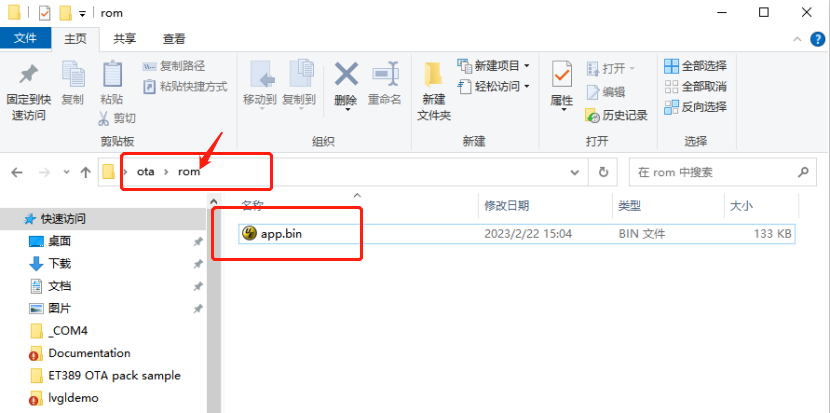 rom
文件 主页 共享 查看
固定到快速访问
复制
粘贴
复制路径
粘贴快捷方式
剪切
剪贴板
移动到
复制到
删除
重命名
组织
新建文件夹
新建项目
轻松访问
新建
属性
打开
编辑
历史记录
打开
全部选择
全部取消
反向选择
选择
ota rom
在 rom 中搜索
快速访问
桌面
下载
文档
图片
_COM4
Documentation
ET389 OTA pack sample
lvgldemo
名称 修改日期 类型 大小
app.bin 2023/2/22 15:04 BIN 文件 133 KB